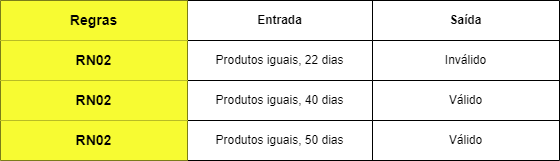 Regras Entrada Saída
RN02 Produtos iguais, 22 dias Inválido
RN02 Produtos iguais, 40 dias Válido
RN02 Produtos iguais, 50 dias Válido